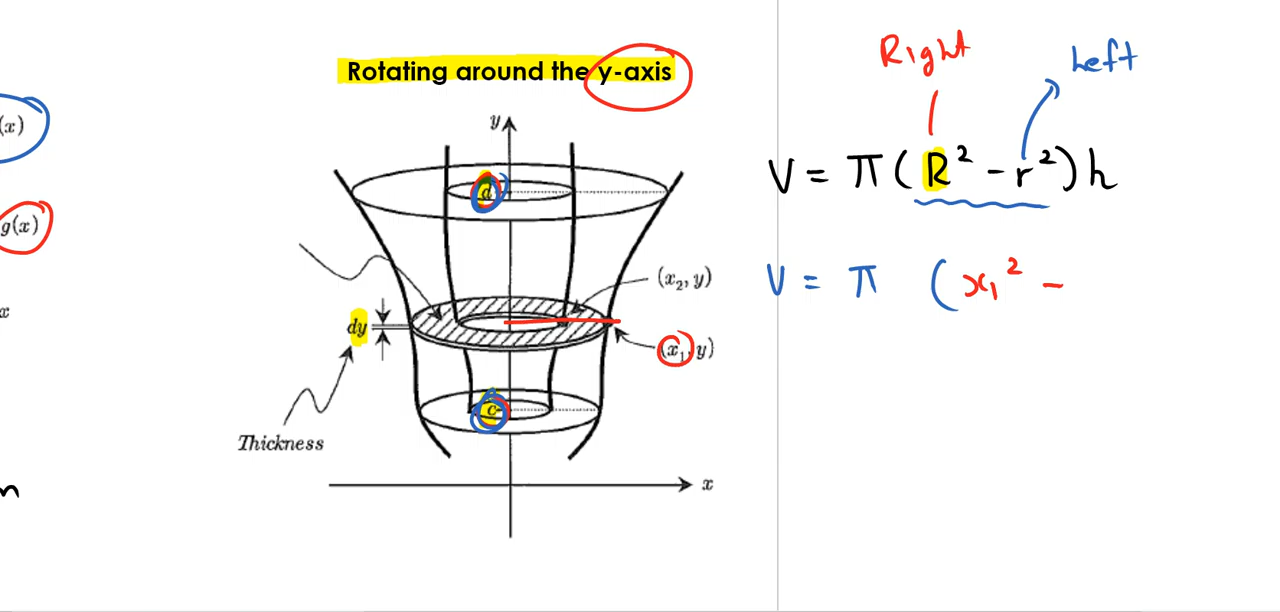 Right
Left
Rotating around the y-axis
(x)
y
V = π(R² - r²)h
d
g(x)
(x₂, y)
V = π (x₁² -
x
dy
(x₁, y)
c
Thickness
x
n